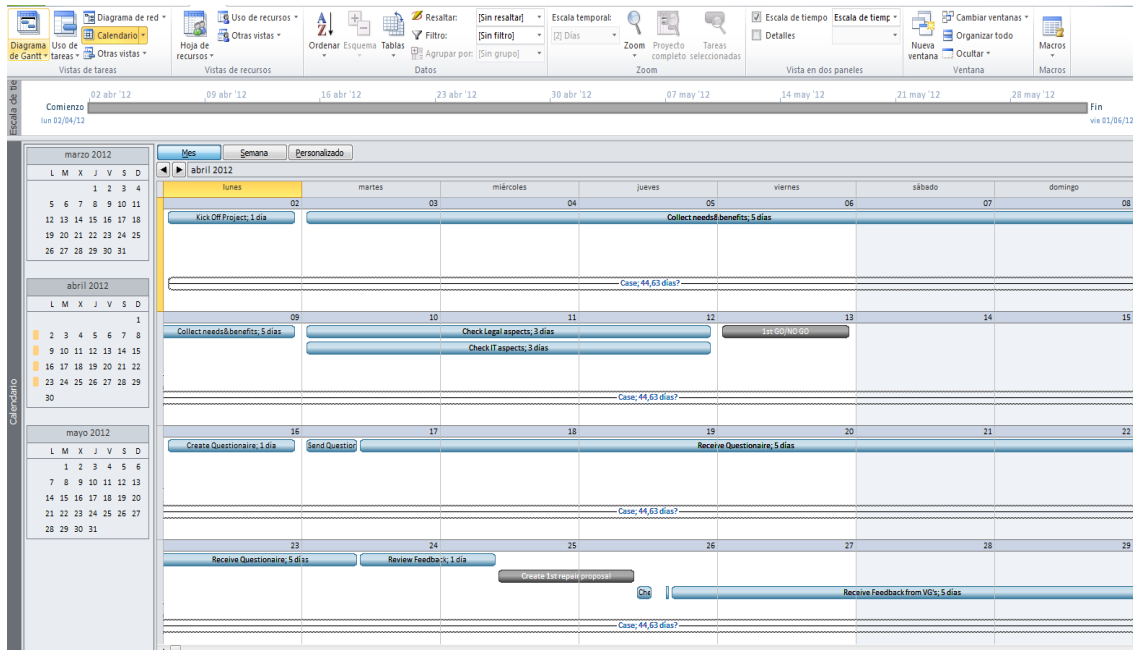 Diagrama de Gantt
Uso de tareas
Diagrama de red
Calendario
Otras vistas
Vistas de tareas
Hoja de recursos
Uso de recursos
Otras vistas
Vistas de recursos
Ordenar
Esquema
Tablas
Resaltar: [Sin resaltar]
Filtro: [Sin filtro]
Agrupar por: [Sin grupo]
Datos
Escala temporal:
[2] Días
Zoom
Proyecto completo
Tareas seleccionadas
Zoom
Escala de tiempo Escala de tiemp
Detalles
Vista en dos paneles
Nueva ventana
Cambiar ventanas
Organizar todo
Ocultar
Ventana
Macros
Macros
Escala de tie
02 abr '12 09 abr '12 16 abr '12 23 abr '12 30 abr '12 07 may '12 14 may '12 21 may '12 28 may '12
Comienzo
lun 02/04/12
Fin
vie 01/06/12
Calendario
marzo 2012
L M X J V S D
1 2 3 4
5 6 7 8 9 10 11
12 13 14 15 16 17 18
19 20 21 22 23 24 25
26 27 28 29 30 31
abril 2012
L M X J V S D
1
2 3 4 5 6 7 8
9 10 11 12 13 14 15
16 17 18 19 20 21 22
23 24 25 26 27 28 29
30
mayo 2012
L M X J V S D
1 2 3 4 5 6
7 8 9 10 11 12 13
14 15 16 17 18 19 20
21 22 23 24 25 26 27
28 29 30 31
Mes Semana Personalizado
abril 2012
lunes martes miércoles jueves viernes sábado domingo
02 03 04 05 06 07 08
Kick Off Project; 1 día Collect needs&benefits; 5 días
Case; 44,63 días?
09 10 11 12 13 14 15
Collect needs&benefits; 5 días Check Legal aspects; 3 días 1st GO/NO GO
Check IT aspects; 3 días
Case; 44,63 días?
16 17 18 19 20 21 22
Create Questionaire; 1 día Send Question Receive Questionaire; 5 días
Case; 44,63 días?
23 24 25 26 27 28 29
Receive Questionaire; 5 días Review Feedback; 1 día
Create 1st repair proposal
Che Receive Feedback from VG's; 5 días
Case; 44,63 días?